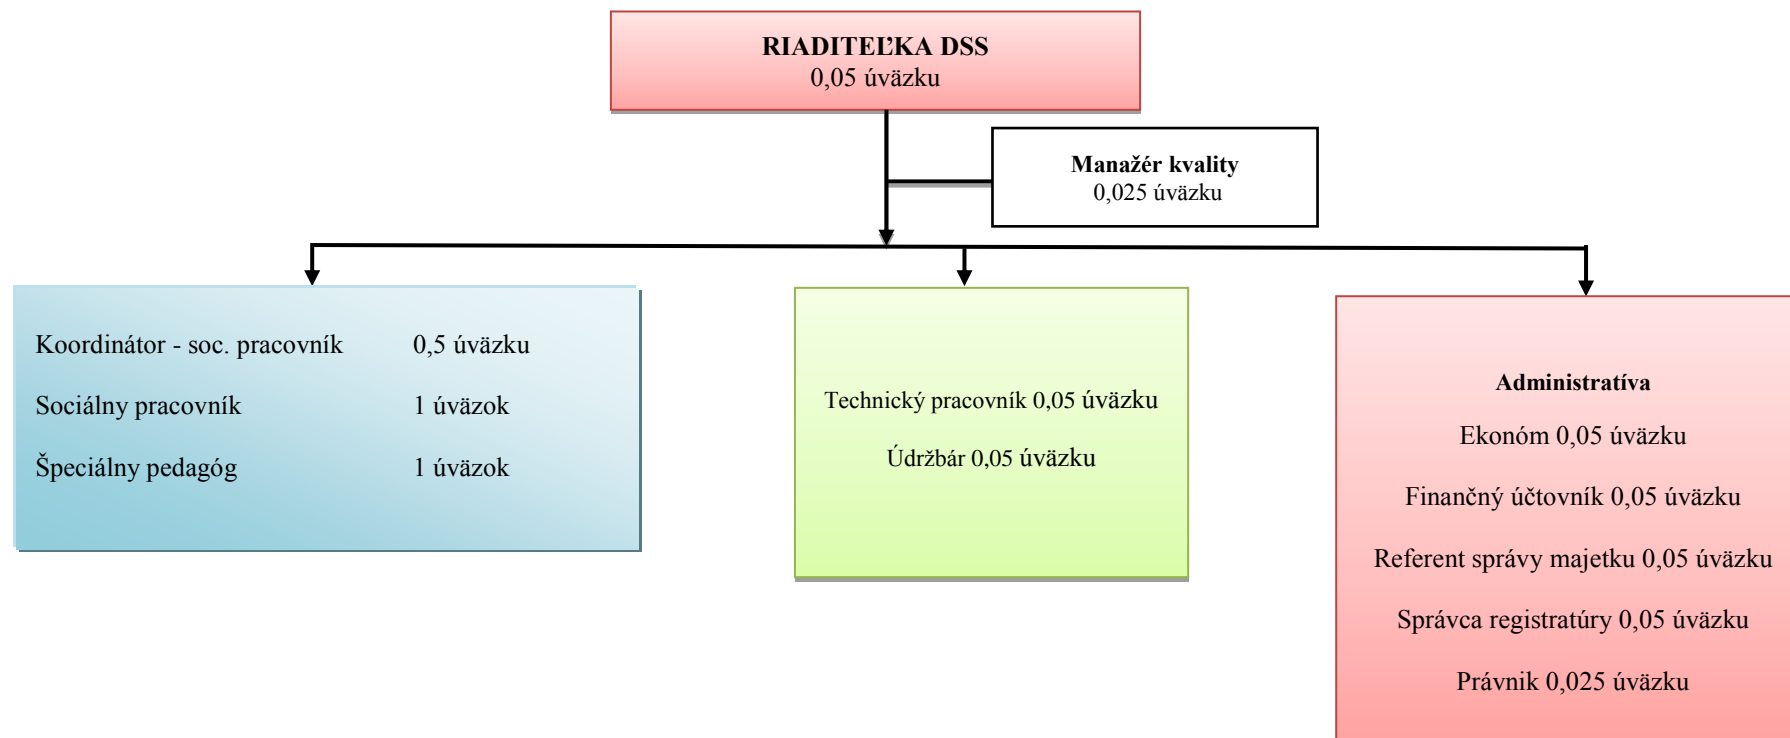 RIADITEĽKA DSS
0,05 úväzku
Manažér kvality
0,025 úväzku
Koordinátor - soc. pracovník 0,5 úväzku
Sociálny pracovník 1 úväzok
Špeciálny pedagóg 1 úväzok
Technický pracovník 0,05 úväzku
Údržbár 0,05 úväzku
Administratíva
Ekonóm 0,05 úväzku
Finančný účtovník 0,05 úväzku
Referent správy majetku 0,05 úväzku
Správca registratúry 0,05 úväzku
Právnik 0,025 úväzku